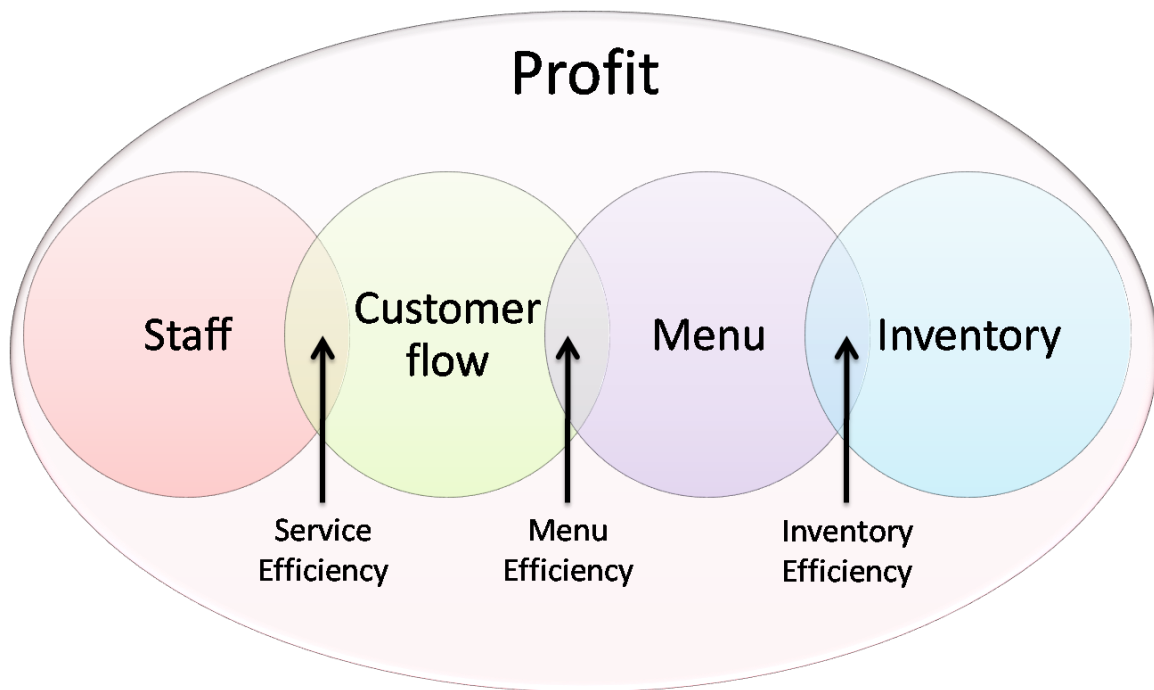 Profit
Staff
Customer
flow
Menu
Inventory
Service
Efficiency
Menu
Efficiency
Inventory
Efficiency